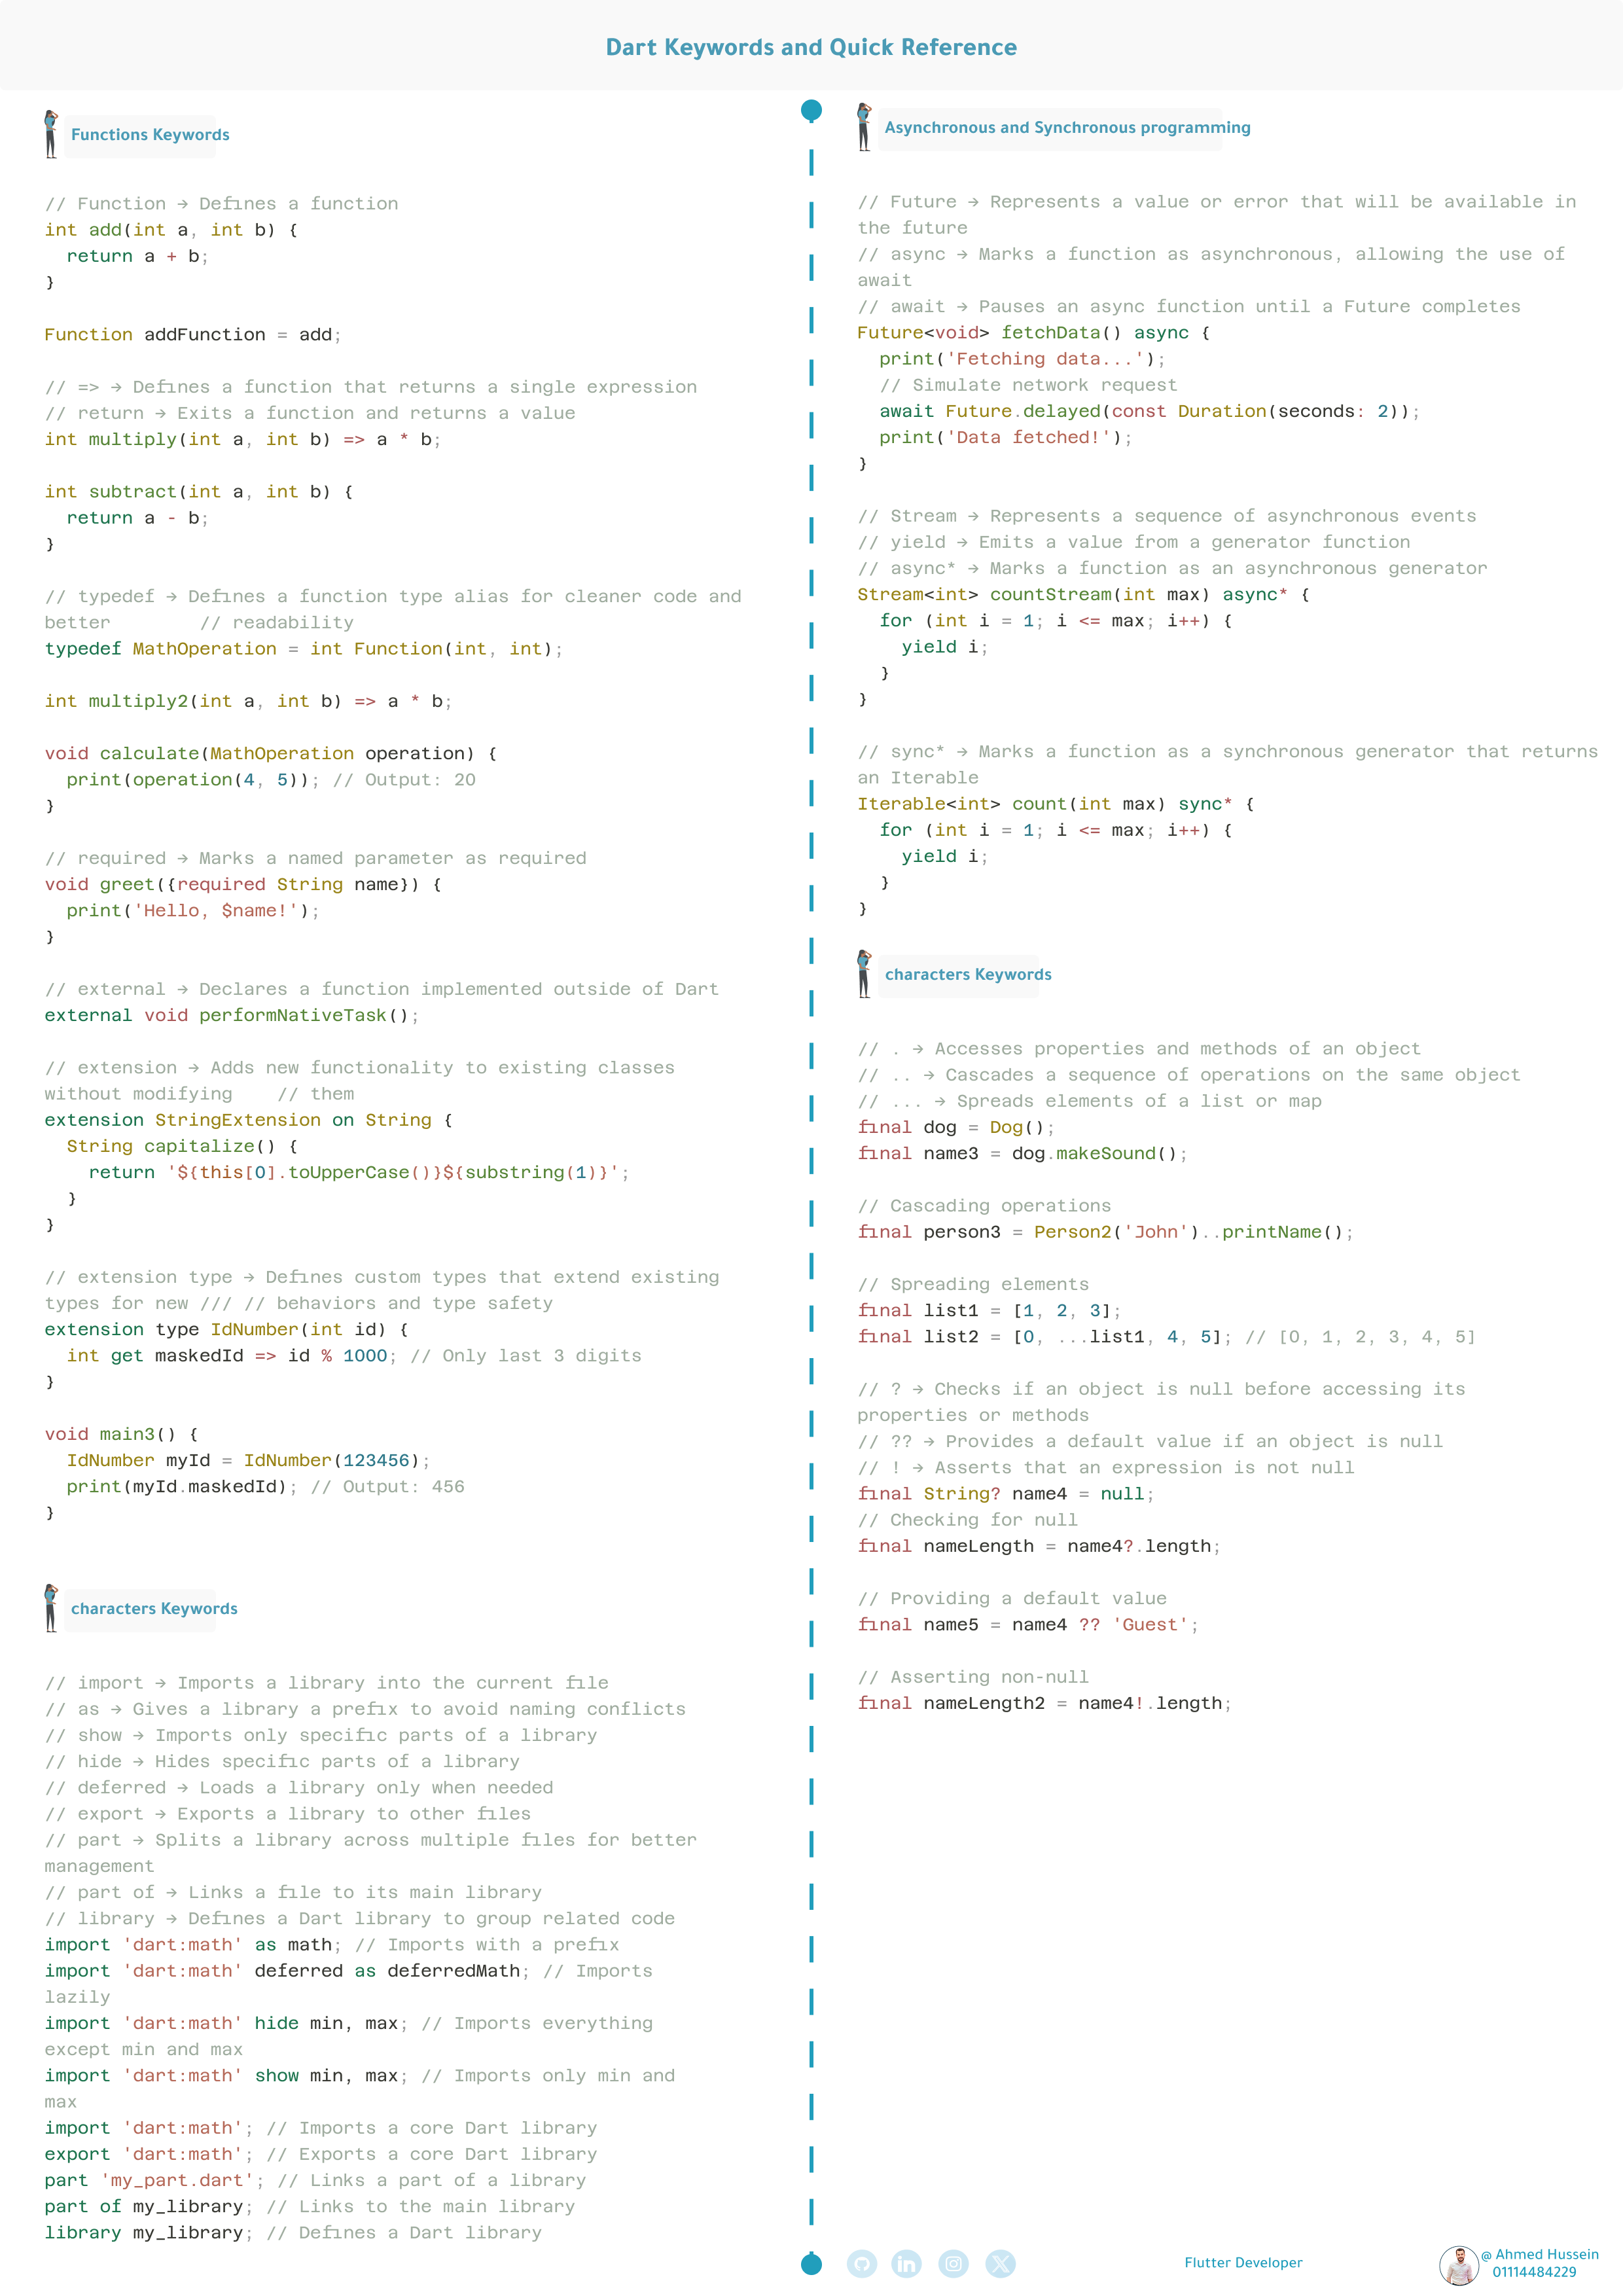 Dart Keywords and Quick Reference
Functions Keywords
// Function → Defines a function
int add(int a, int b) {
  return a + b;
}
Function addFunction = add;
// => → Defines a function that returns a single expression
// return → Exits a function and returns a value
int multiply(int a, int b) => a * b;
int subtract(int a, int b) {
  return a - b;
}
// typedef → Defines a function type alias for cleaner code and
better        // readability
typedef MathOperation = int Function(int, int);
int multiply2(int a, int b) => a * b;
void calculate(MathOperation operation) {
  print(operation(4, 5)); // Output: 20
}
// required → Marks a named parameter as required
void greet({required String name}) {
  print('Hello, $name!');
}
// external → Declares a function implemented outside of Dart
external void performNativeTask();
// extension → Adds new functionality to existing classes
without modifying    // them
extension StringExtension on String {
  String capitalize() {
    return '${this[0].toUpperCase()}${substring(1)}';
  }
}
// extension type → Defines custom types that extend existing
types for new /// // behaviors and type safety
extension type IdNumber(int id) {
  int get maskedId => id % 1000; // Only last 3 digits
}
void main3() {
  IdNumber myId = IdNumber(123456);
  print(myId.maskedId); // Output: 456
}
characters Keywords
// import → Imports a library into the current file
// as → Gives a library a prefix to avoid naming conflicts
// show → Imports only specific parts of a library
// hide → Hides specific parts of a library
// deferred → Loads a library only when needed
// export → Exports a library to other files
// part → Splits a library across multiple files for better
management
// part of → Links a file to its main library
// library → Defines a Dart library to group related code
import 'dart:math' as math; // Imports with a prefix
import 'dart:math' deferred as deferredMath; // Imports
lazily
import 'dart:math' hide min, max; // Imports everything
except min and max
import 'dart:math' show min, max; // Imports only min and
max
import 'dart:math'; // Imports a core Dart library
export 'dart:math'; // Exports a core Dart library
part 'my_part.dart'; // Links a part of a library
part of my_library; // Links to the main library
library my_library; // Defines a Dart library
Asynchronous and Synchronous programming
// Future → Represents a value or error that will be available in
the future
// async → Marks a function as asynchronous, allowing the use of
await
// await → Pauses an async function until a Future completes
Future<void> fetchData() async {
  print('Fetching data...');
  // Simulate network request
  await Future.delayed(const Duration(seconds: 2));
  print('Data fetched!');
}
// Stream → Represents a sequence of asynchronous events
// yield → Emits a value from a generator function
// async* → Marks a function as an asynchronous generator
Stream<int> countStream(int max) async* {
  for (int i = 1; i <= max; i++) {
    yield i;
  }
}
// sync* → Marks a function as a synchronous generator that returns
an Iterable
Iterable<int> count(int max) sync* {
  for (int i = 1; i <= max; i++) {
    yield i;
  }
}
characters Keywords
// . → Accesses properties and methods of an object
// .. → Cascades a sequence of operations on the same object
// ... → Spreads elements of a list or map
final dog = Dog();
final name3 = dog.makeSound();
// Cascading operations
final person3 = Person2('John')..printName();
// Spreading elements
final list1 = [1, 2, 3];
final list2 = [0, ...list1, 4, 5]; // [0, 1, 2, 3, 4, 5]
// ? → Checks if an object is null before accessing its
properties or methods
// ?? → Provides a default value if an object is null
// ! → Asserts that an expression is not null
final String? name4 = null;
// Checking for null
final nameLength = name4?.length;
// Providing a default value
final name5 = name4 ?? 'Guest';
// Asserting non-null
final nameLength2 = name4!.length;
Flutter Developer
@ Ahmed Hussein
01114484229